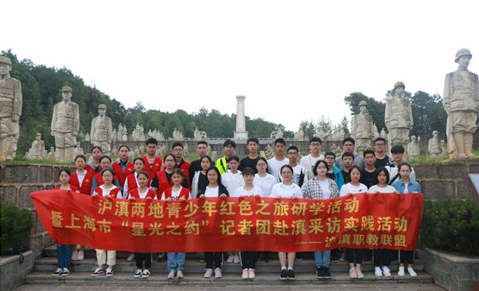 沪滇两地青少年红色之旅研学活动
暨上海市“星光之约”记者团赴滇采访实践活动
——沪滇职教联盟